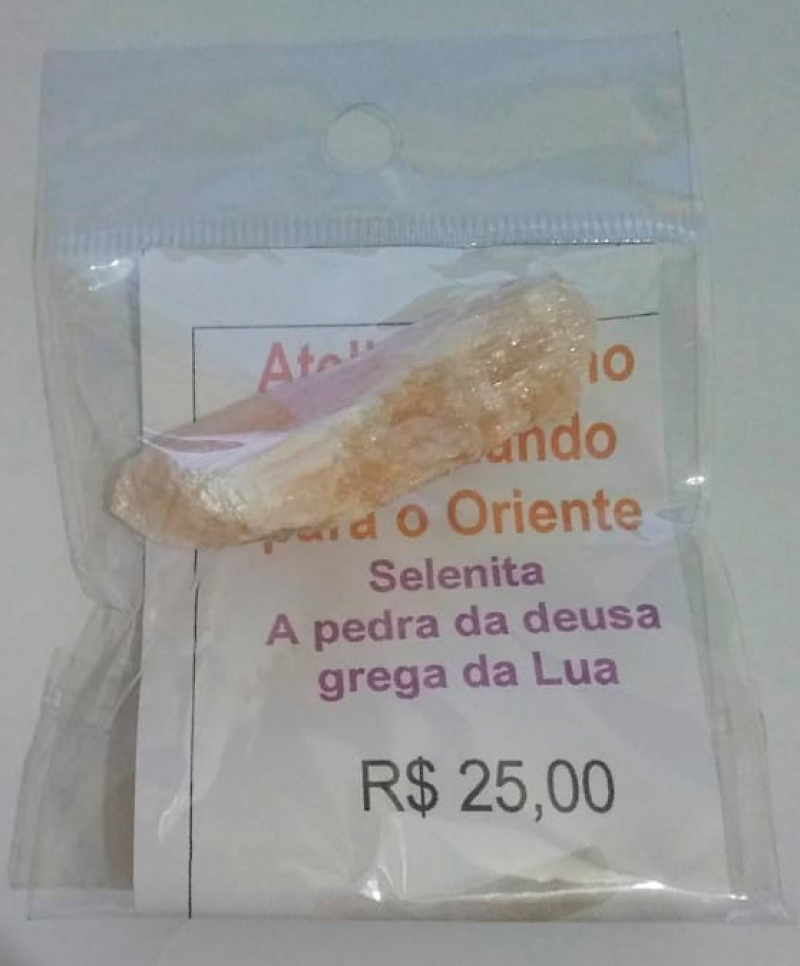 para o Oriente
Selenita
A pedra da deusa
grega da Lua
R$ 25,00